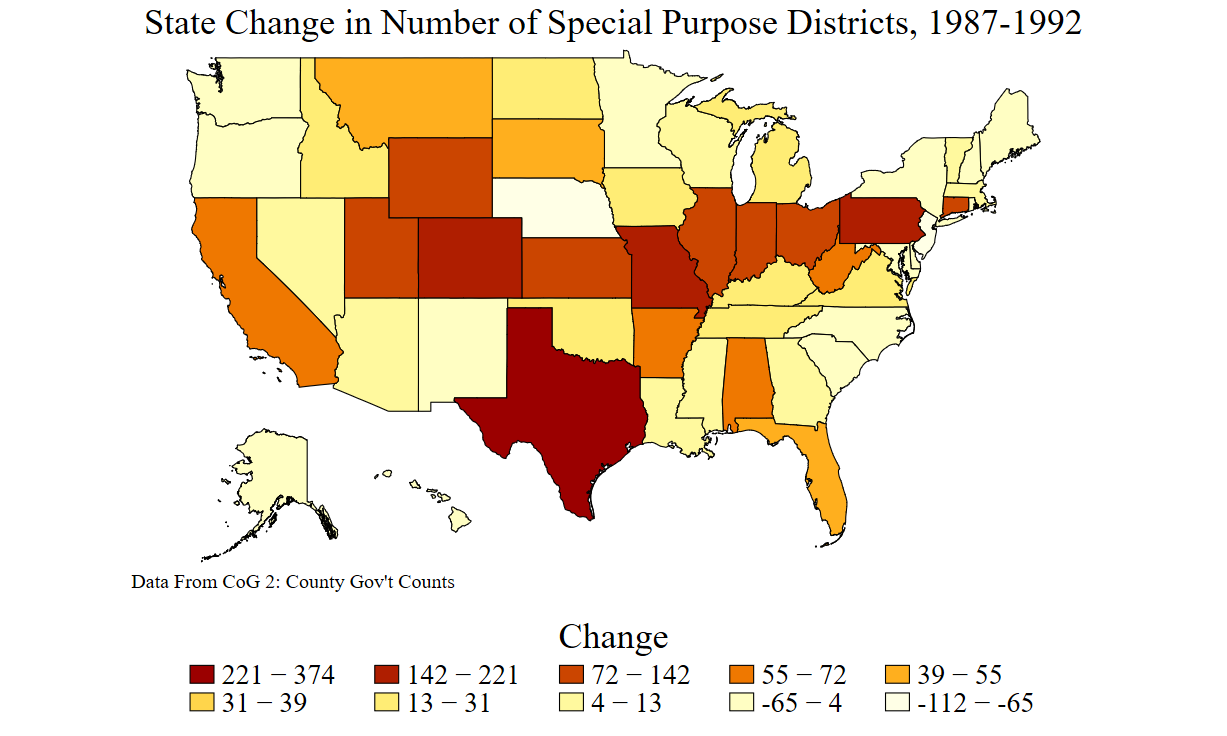 State Change in Number of Special Purpose Districts, 1987-1992
Data From CoG 2: County Gov't Counts
Change
221 − 374 142 − 221 72 − 142 55 − 72 39 − 55
31 − 39 13 − 31 4 − 13 -65 − 4 -112 − -65